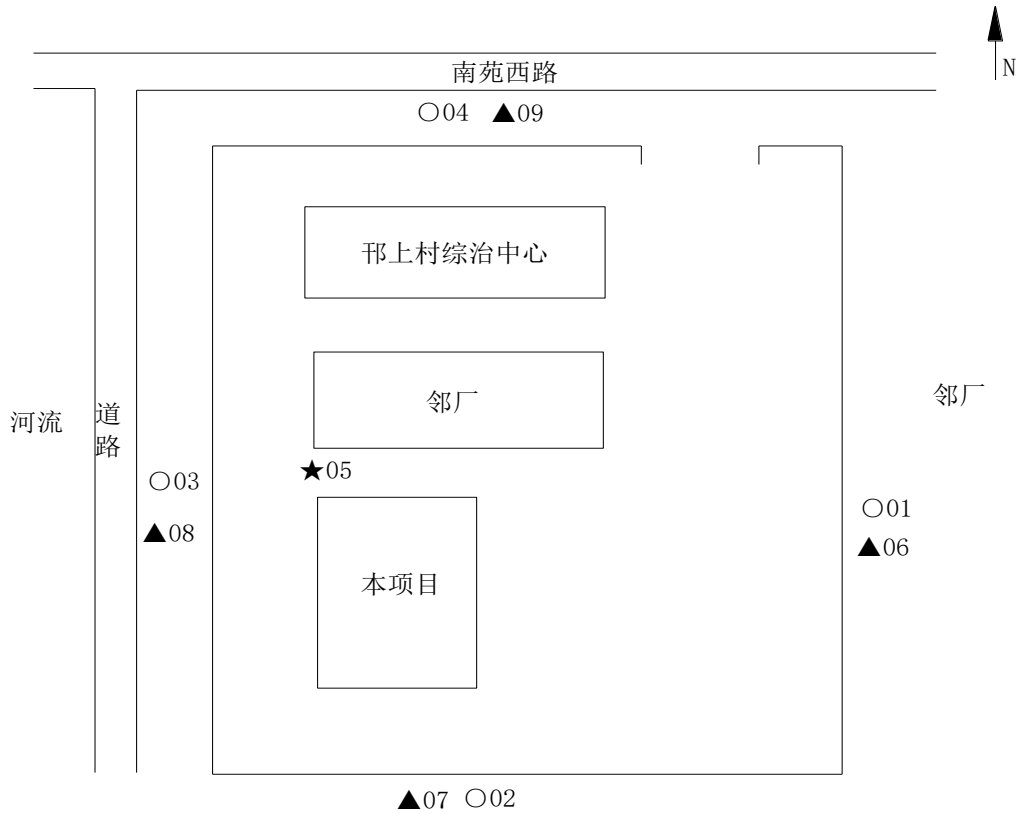 N
南苑西路
○04 ▲09
邗上村综治中心
邻厂
邻厂
河流
道路
★05
○03
▲08
○01
▲06
本项目
▲07 ○02